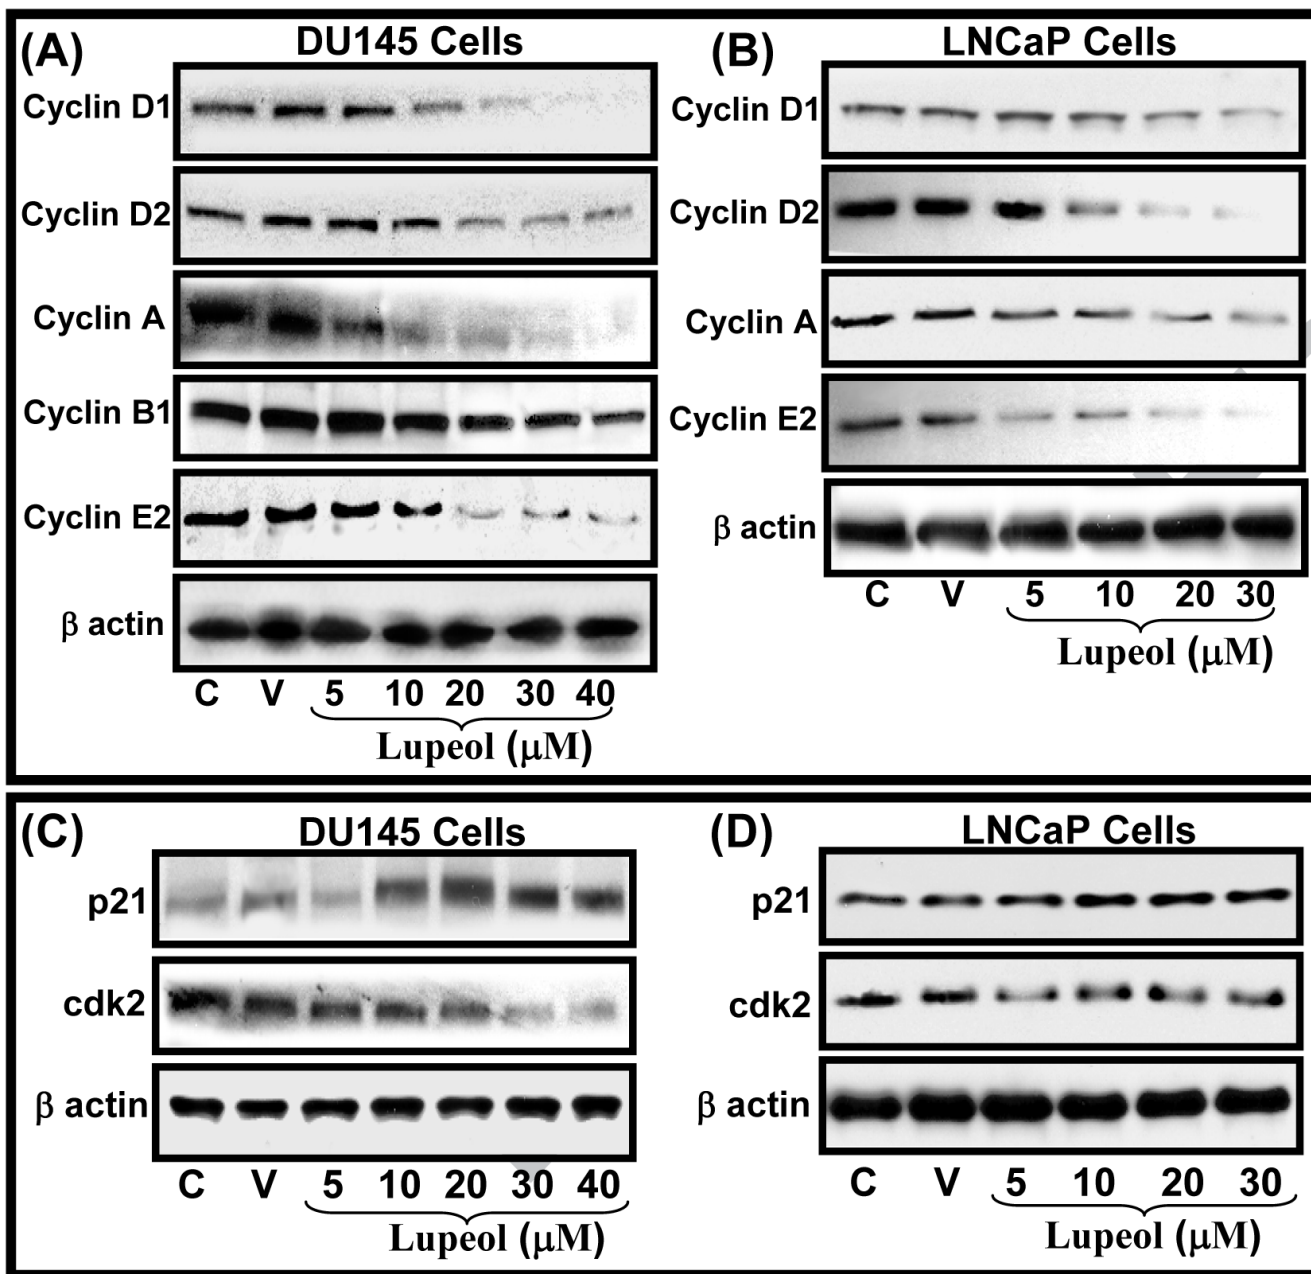 (A) DU145 Cells
Cyclin D1
Cyclin D2
Cyclin A
Cyclin B1
Cyclin E2
β actin
C V 5 10 20 30 40
Lupeol (μM)
(B) LNCaP Cells
Cyclin D1
Cyclin D2
Cyclin A
Cyclin E2
β actin
C V 5 10 20 30
Lupeol (μM)
(C) DU145 Cells
p21
cdk2
β actin
C V 5 10 20 30 40
Lupeol (μM)
(D) LNCaP Cells
p21
cdk2
β actin
C V 5 10 20 30
Lupeol (μM)